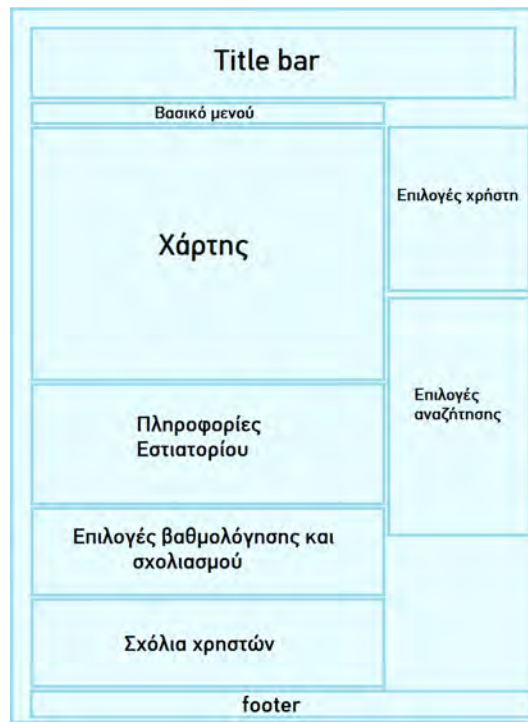 Title bar
Βασικό μενού
Χάρτης
Επιλογές χρήστη
Επιλογές
αναζήτησης
Πληροφορίες
Εστιατορίου
Επιλογές βαθμολόγησης και
σχολιασμού
Σχόλια χρηστών
footer